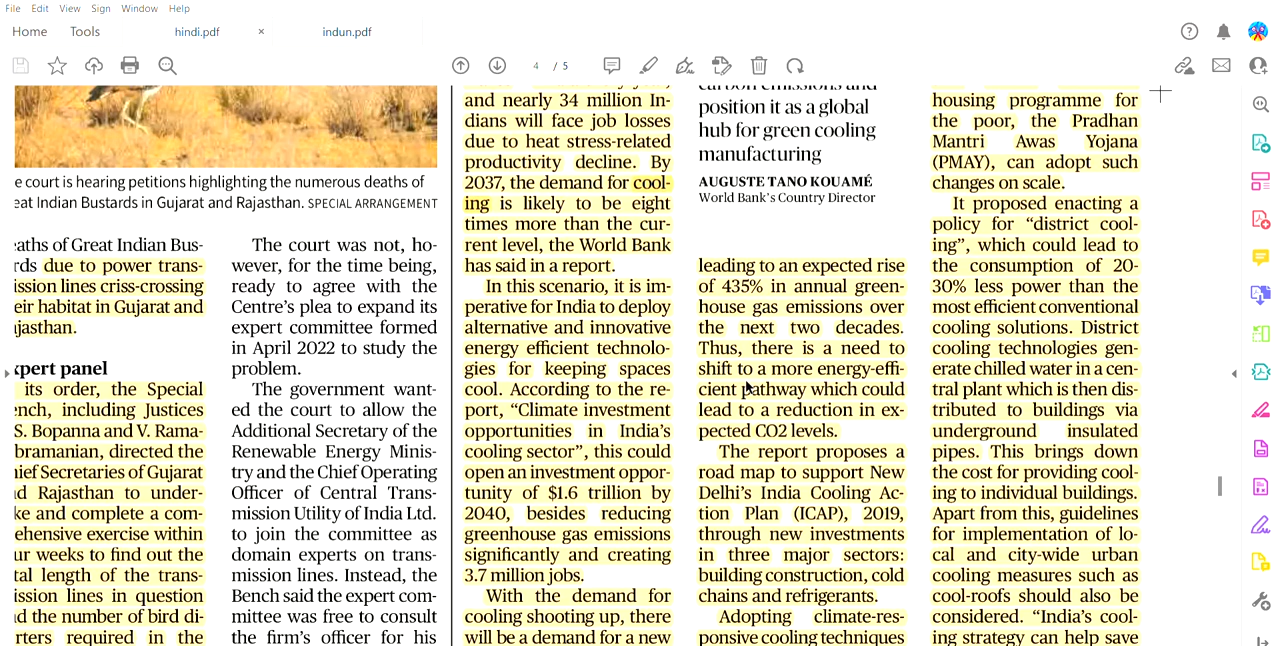 File Edit View Sign Window Help
Home Tools hindi.pdf × indun.pdf
4 / 5
e court is hearing petitions highlighting the numerous deaths of
eat Indian Bustards in Gujarat and Rajasthan. SPECIAL ARRANGEMENT
eaths of Great Indian Bus-
rds due to power trans-
ission lines criss-crossing
eir habitat in Gujarat and
ajasthan.
xpert panel
its order, the Special
ench, including Justices
S. Bopanna and V. Rama-
bramanian, directed the
hief Secretaries of Gujarat
d Rajasthan to under-
ke and complete a com-
ehensive exercise within
ur weeks to find out the
tal length of the trans-
ission lines in question
d the number of bird di-
rters required in the
The court was not, ho-
wever, for the time being,
ready to agree with the
Centre's plea to expand its
expert committee formed
in April 2022 to study the
problem.
The government want-
ed the court to allow the
Additional Secretary of the
Renewable Energy Minis-
try and the Chief Operating
Officer of Central Trans-
mission Utility of India Ltd.
to join the committee as
domain experts on trans-
mission lines. Instead, the
Bench said the expert com-
mittee was free to consult
the firm's officer for his
and nearly 34 million In-
dians will face job losses
due to heat stress-related
productivity decline. By
2037, the demand for cool-
ing is likely to be eight
times more than the cur-
rent level, the World Bank
has said in a report.
In this scenario, it is im-
perative for India to deploy
alternative and innovative
energy efficient technolo-
gies for keeping spaces
cool. According to the re-
port, "Climate investment
opportunities in India's
cooling sector", this could
open an investment oppor-
tunity of $1.6 trillion by
2040, besides reducing
greenhouse gas emissions
significantly and creating
3.7 million jobs.
With the demand for
cooling shooting up, there
will be a demand for a new
carbon emissions and
position it as a global
hub for green cooling
manufacturing
AUGUSTE TANO KOUAMÉ
World Bank's Country Director
leading to an expected rise
of 435% in annual green-
house gas emissions over
the next two decades.
Thus, there is a need to
shift to a more energy-effi-
cient pathway which could
lead to a reduction in ex-
pected CO2 levels.
The report proposes a
road map to support New
Delhi's India Cooling Ac-
tion Plan (ICAP), 2019,
through new investments
in three major sectors:
building construction, cold
chains and refrigerants.
Adopting climate-res-
ponsive cooling techniques
housing programme for
the poor, the Pradhan
Mantri Awas Yojana
(PMAY), can adopt such
changes on scale.
It proposed enacting a
policy for "district cool-
ing", which could lead to
the consumption of 20-
30% less power than the
most efficient conventional
cooling solutions. District
cooling technologies gen-
erate chilled water in a cen-
tral plant which is then dis-
tributed to buildings via
underground insulated
pipes. This brings down
the cost for providing cool-
ing to individual buildings.
Apart from this, guidelines
for implementation of lo-
cal and city-wide urban
cooling measures such as
cool-roofs should also be
considered. "India's cool-
ing strategy can help save